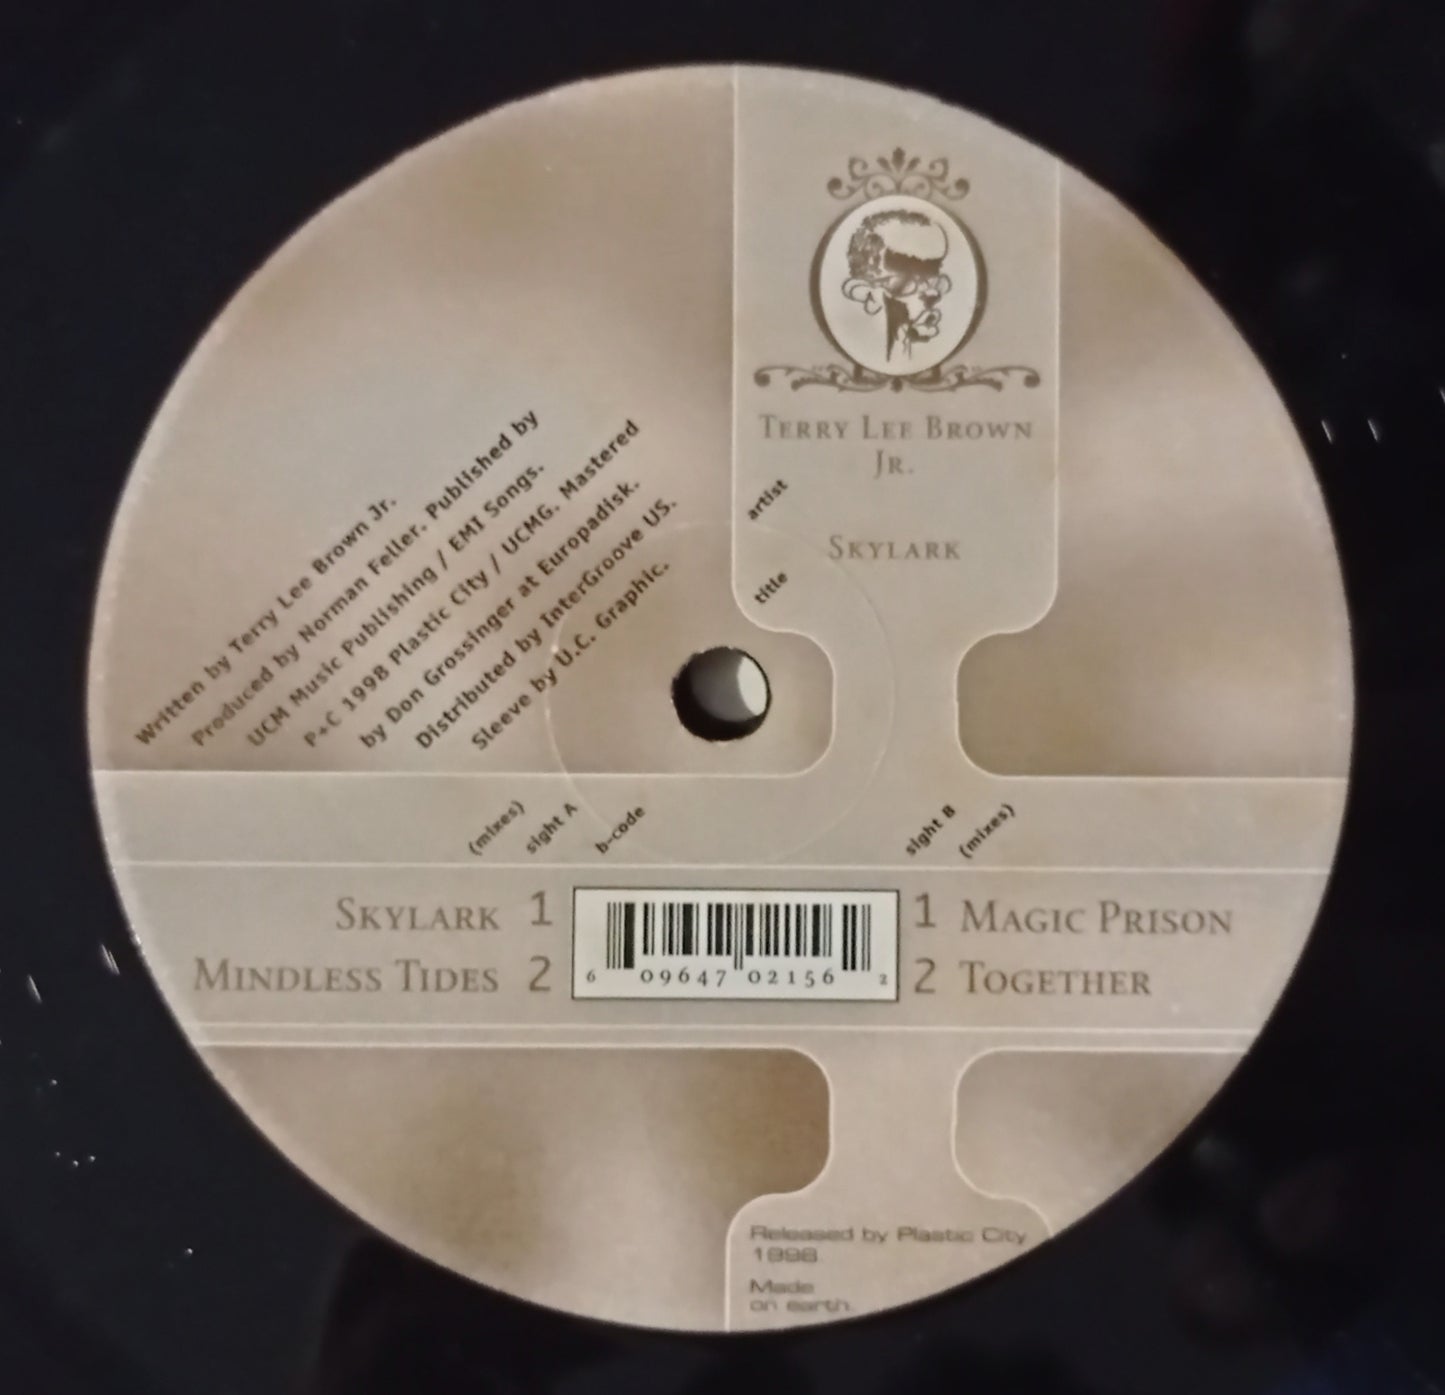 Terry Lee Brown
Jr.
artist
Skylark
title
Written by Terry Lee Brown Jr.
Produced by Norman Feller. Published by
UCM Music Publishing / EMI Songs.
P+C 1998 Plastic City / UCMG. Mastered
by Don Grossinger at Europadisk.
Distributed by InterGroove US.
Sleeve by U.C. Graphic.
(mixes)
sight A
b-code
sight B
(mixes)
Skylark 1
Mindless Tides 2
6 09647 02156 2
1 Magic Prison
2 Together
Released by Plastic City
1998.
Made
on earth.